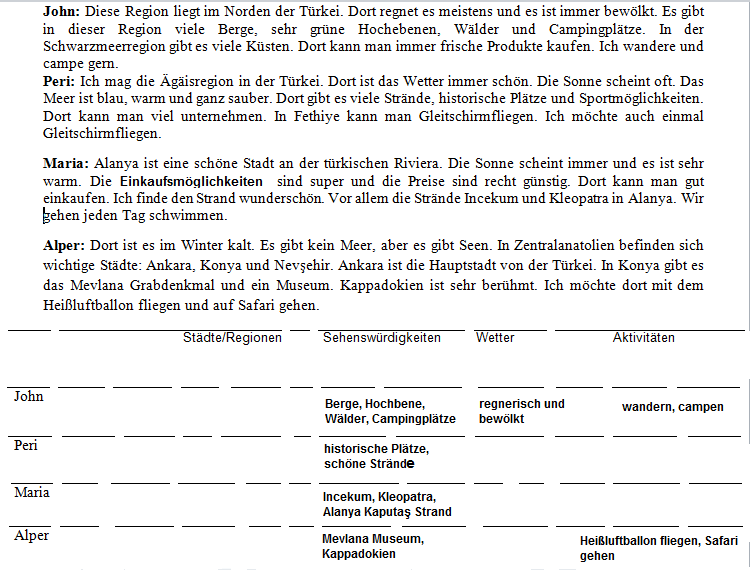 John: Diese Region liegt im Norden der Türkei. Dort regnet es meistens und es ist immer bewölkt. Es gibt
in dieser Region viele Berge, sehr grüne Hochebenen, Wälder und Campingplätze. In der
Schwarzmeerregion gibt es viele Küsten. Dort kann man immer frische Produkte kaufen. Ich wandere und
campe gern.
Peri: Ich mag die Ägäisregion in der Türkei. Dort ist das Wetter immer schön. Die Sonne scheint oft. Das
Meer ist blau, warm und ganz sauber. Dort gibt es viele Strände, historische Plätze und Sportmöglichkeiten.
Dort kann man viel unternehmen. In Fethiye kann man Gleitschirmfliegen. Ich möchte auch einmal
Gleitschirmfliegen.
Maria: Alanya ist eine schöne Stadt an der türkischen Riviera. Die Sonne scheint immer und es ist sehr
warm. Die Einkaufsmöglichkeiten sind super und die Preise sind recht günstig. Dort kann man gut
einkaufen. Ich finde den Strand wunderschön. Vor allem die Strände Incekum und Kleopatra in Alanya. Wir
gehen jeden Tag schwimmen.
Alper: Dort ist es im Winter kalt. Es gibt kein Meer, aber es gibt Seen. In Zentralanatolien befinden sich
wichtige Städte: Ankara, Konya und Nevşehir. Ankara ist die Hauptstadt von der Türkei. In Konya gibt es
das Mevlana Grabdenkmal und ein Museum. Kappadokien ist sehr berühmt. Ich möchte dort mit dem
Heißluftballon fliegen und auf Safari gehen.
Städte/Regionen Sehenswürdigkeiten Wetter Aktivitäten
John
Berge, Hochbene,
Wälder, Campingplätze
regnerisch und
bewölkt
wandern, campen
Peri
historische Plätze,
schöne Strände
Maria
Incekum, Kleopatra,
Alanya Kaputaş Strand
Alper
Mevlana Museum,
Kappadokien
Heißluftballon fliegen, Safari
gehen